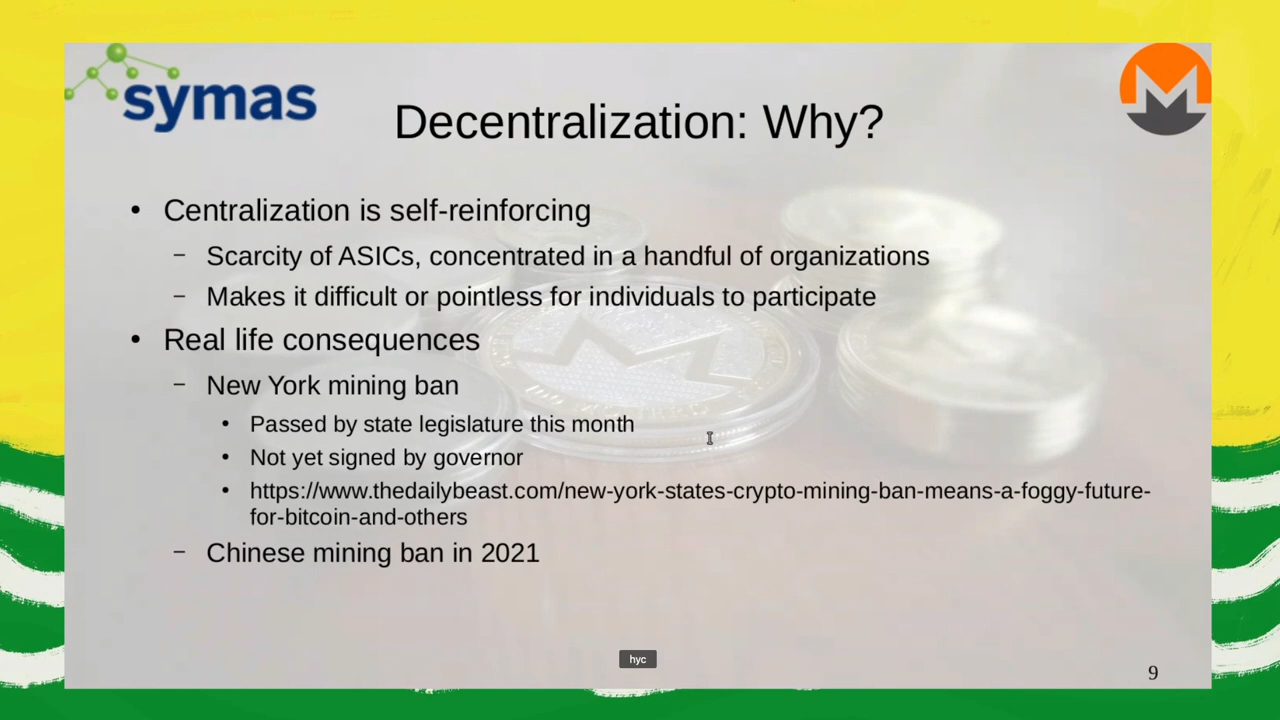 symas
Decentralization: Why?
• Centralization is self-reinforcing
– Scarcity of ASICs, concentrated in a handful of organizations
– Makes it difficult or pointless for individuals to participate
• Real life consequences
– New York mining ban
• Passed by state legislature this month
• Not yet signed by governor
• https://www.thedailybeast.com/new-york-states-crypto-mining-ban-means-a-foggy-future-
for-bitcoin-and-others
– Chinese mining ban in 2021
hyc
9